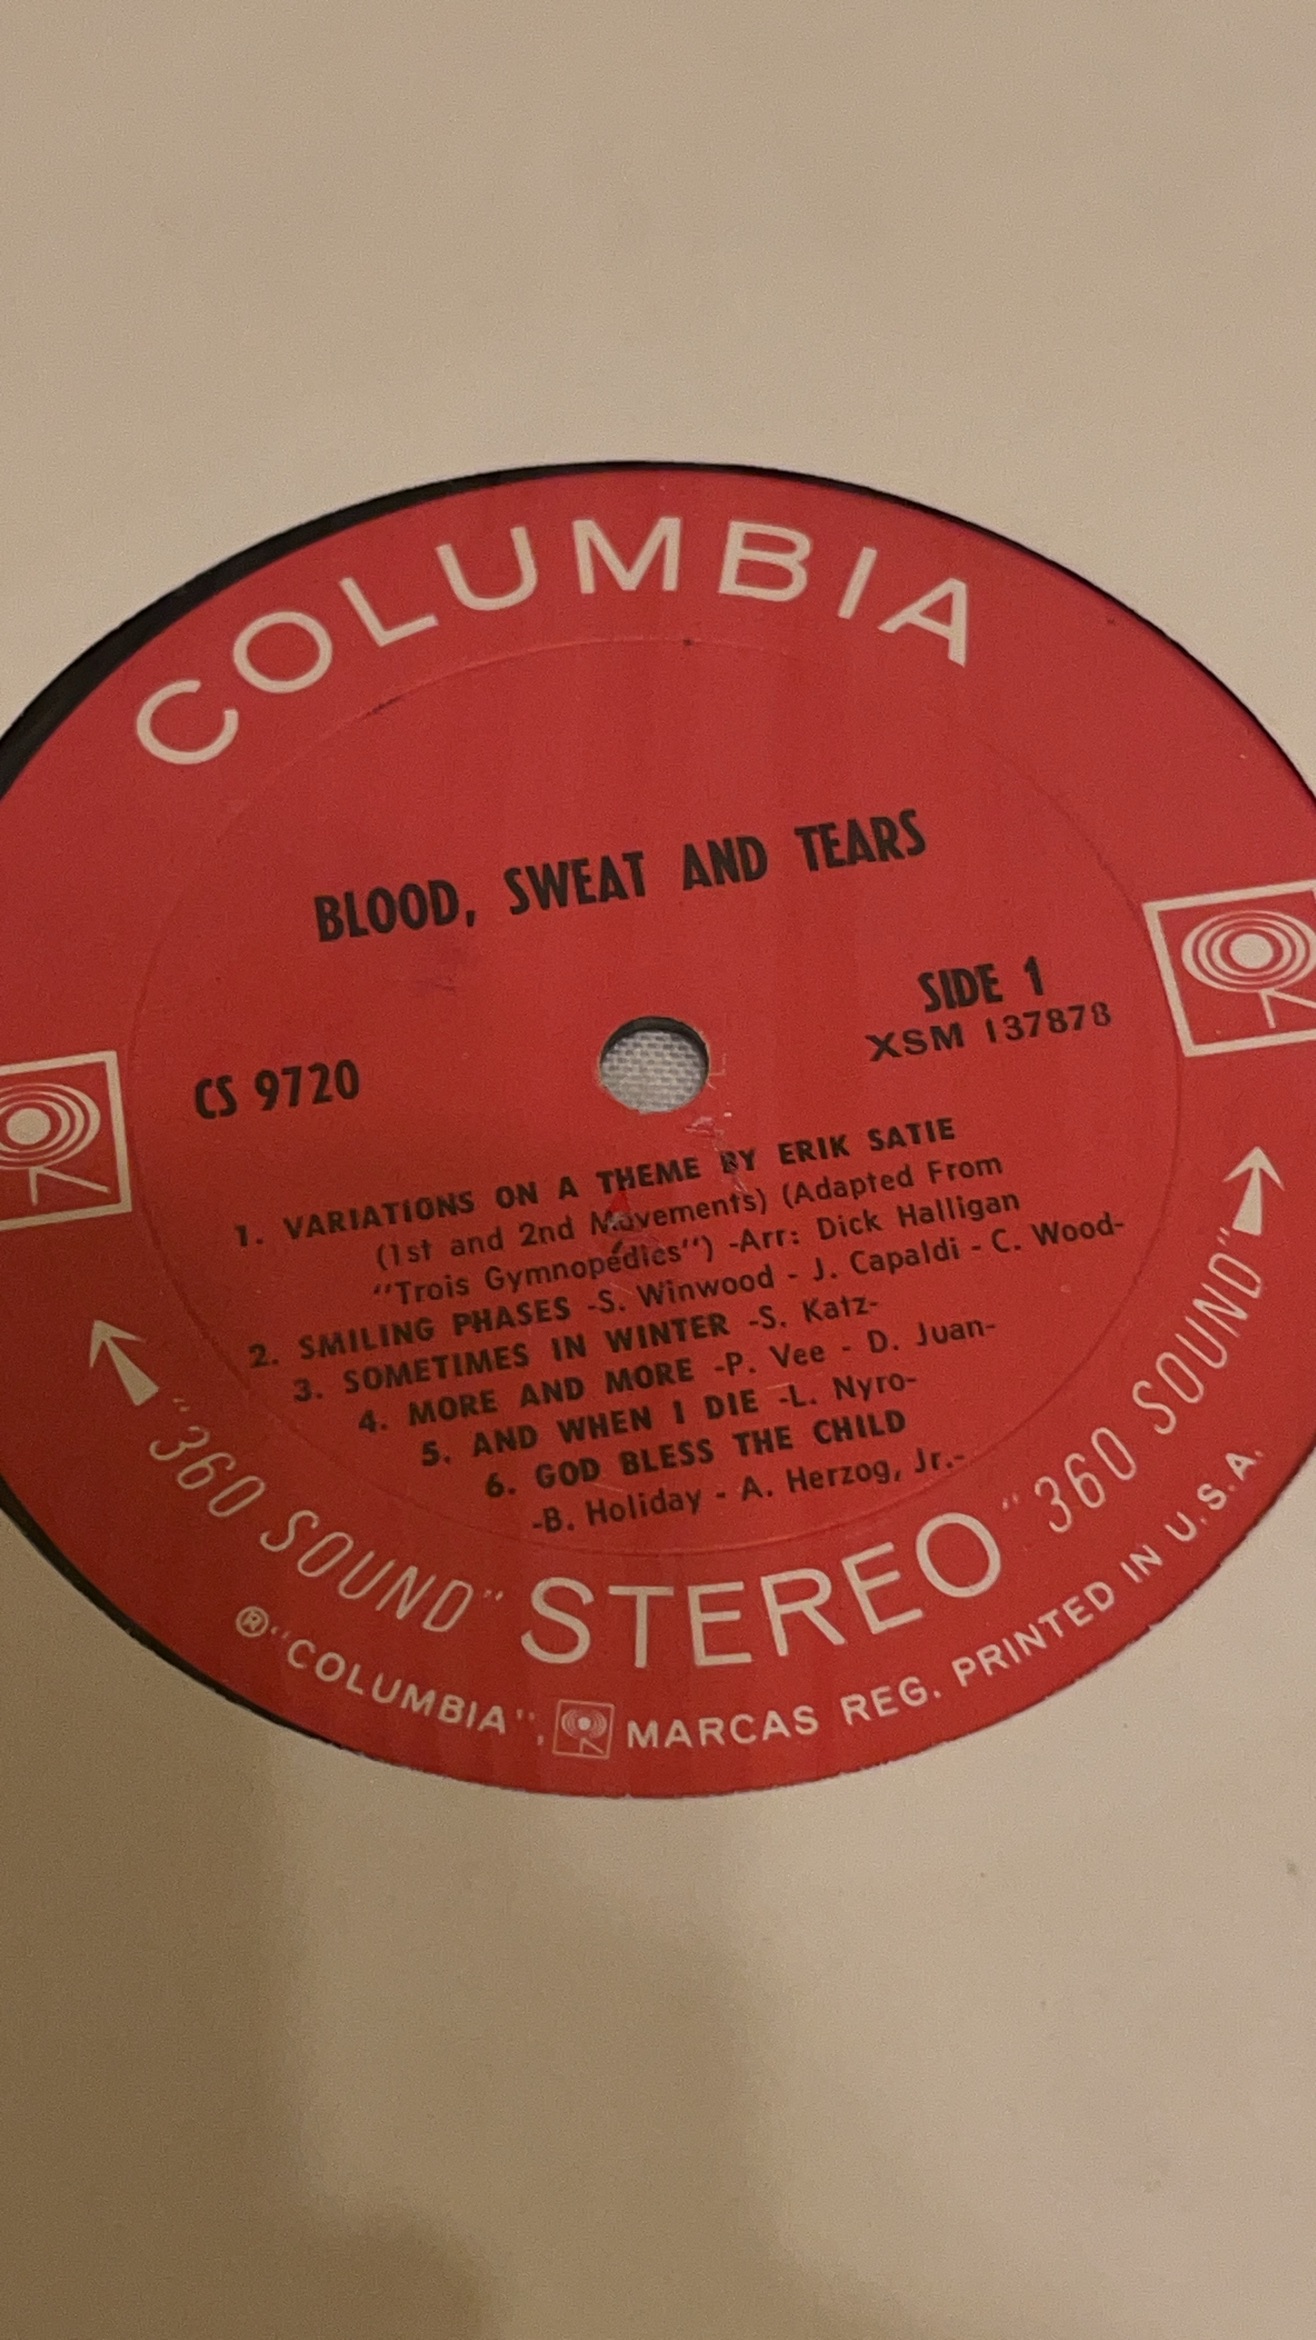 COLUMBIA
BLOOD, SWEAT AND TEARS
SIDE 1
XSM 137878
CS 9720
1. VARIATIONS ON A THEME BY ERIK SATIE
(1st and 2nd Movements) (Adapted From
"Trois Gymnopédies") -Arr: Dick Halligan
2. SMILING PHASES -S. Winwood - J. Capaldi - C. Wood-
3. SOMETIMES IN WINTER -S. Katz-
4. MORE AND MORE -P. Vee - D. Juan-
5. AND WHEN I DIE -L. Nyro-
6. GOD BLESS THE CHILD
-B. Holiday - A. Herzog, Jr.-
"360 SOUND" STEREO "360 SOUND"
® "COLUMBIA", MARCAS REG. PRINTED IN U.S.A.